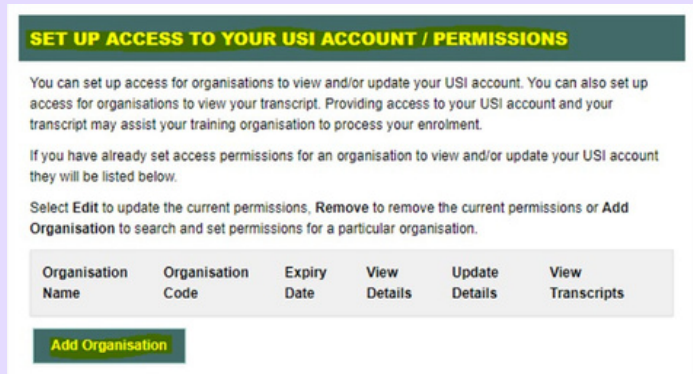 SET UP ACCESS TO YOUR USI ACCOUNT / PERMISSIONS
You can set up access for organisations to view and/or update your USI account. You can also set up
access for organisations to view your transcript. Providing access to your USI account and your
transcript may assist your training organisation to process your enrolment.
If you have already set access permissions for an organisation to view and/or update your USI account
they will be listed below.
Select Edit to update the current permissions, Remove to remove the current permissions or Add
Organisation to search and set permissions for a particular organisation.
Organisation Organisation Expiry View Update View
Name Code Date Details Details Transcripts
Add Organisation